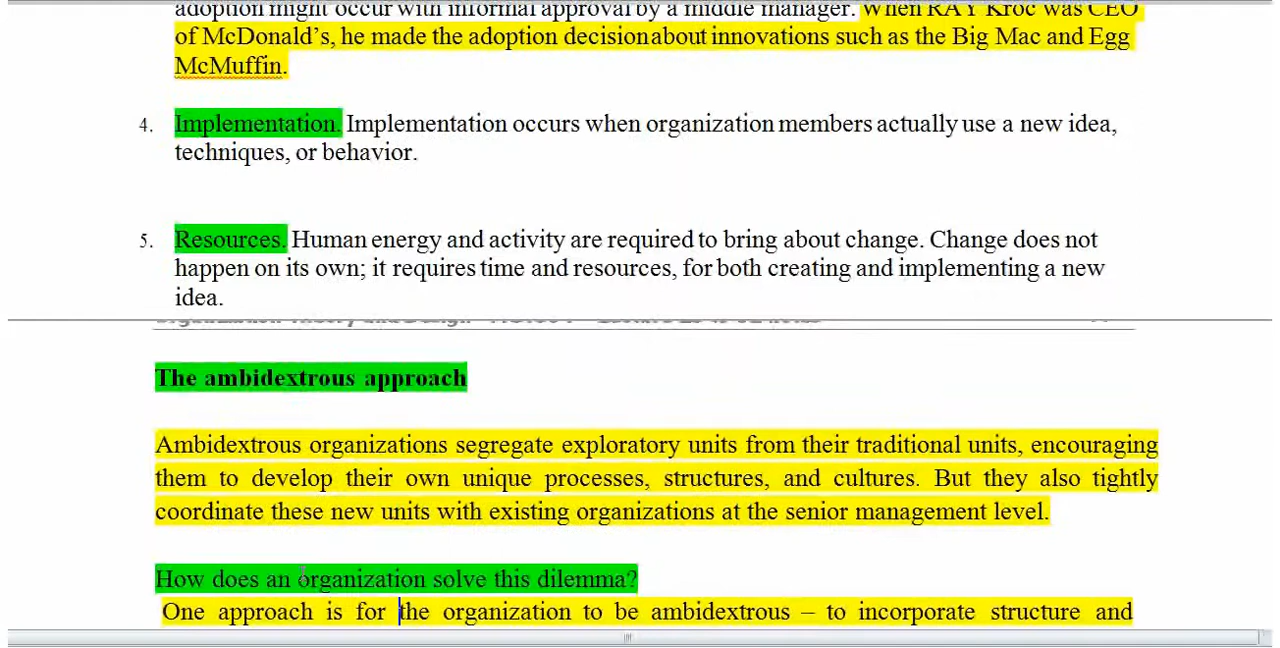 adoption might occur with informal approval by a middle manager. When RAY Kroc was CEO
of McDonald's, he made the adoption decision about innovations such as the Big Mac and Egg
McMuffin.
4. Implementation. Implementation occurs when organization members actually use a new idea,
techniques, or behavior.
5. Resources. Human energy and activity are required to bring about change. Change does not
happen on its own; it requires time and resources, for both creating and implementing a new
idea.
The ambidextrous approach
Ambidextrous organizations segregate exploratory units from their traditional units, encouraging
them to develop their own unique processes, structures, and cultures. But they also tightly
coordinate these new units with existing organizations at the senior management level.
How does an organization solve this dilemma?
One approach is for the organization to be ambidextrous – to incorporate structure and